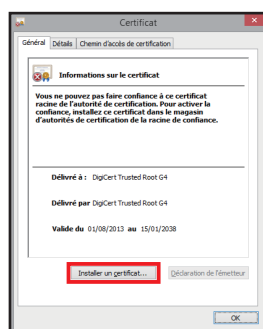 Certificat
Général Détails Chemin d'accès de certification
Informations sur le certificat
Vous ne pouvez pas faire confiance à ce certificat
racine de l'autorité de certification. Pour activer la
confiance, installez ce certificat dans le magasin
d'autorités de certification de la racine de confiance.
Délivré à : DigiCert Trusted Root G4
Délivré par DigiCert Trusted Root G4
Valide du 01/08/2013 au 15/01/2038
Installer un certificat... Déclaration de l'émetteur
OK